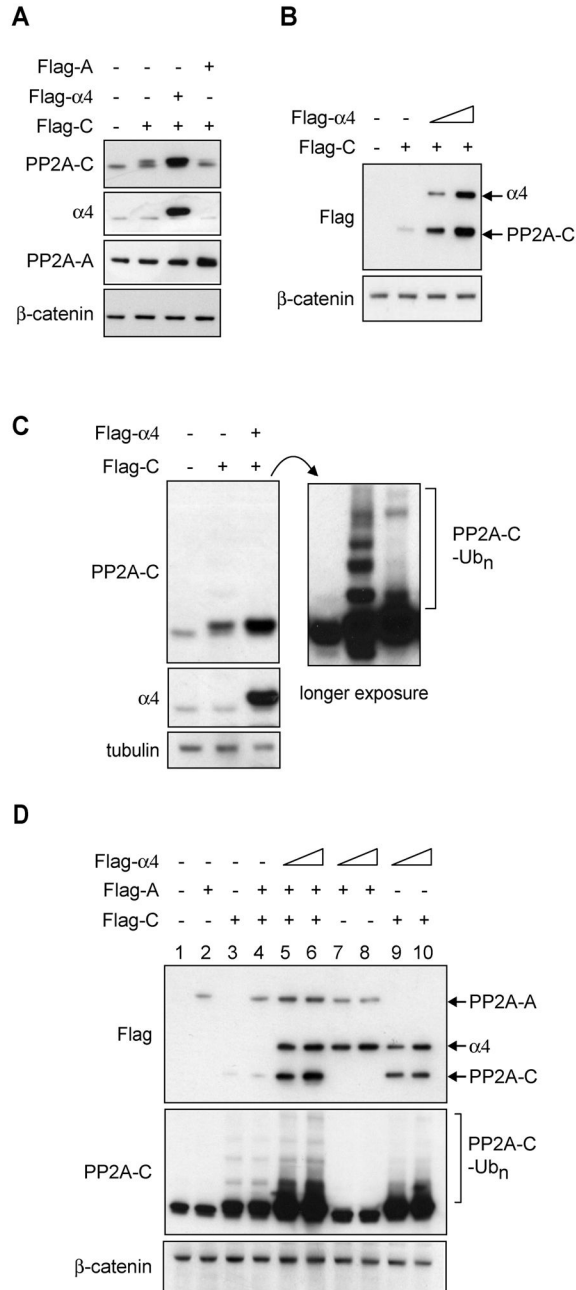 A
Flag-A - - - +
Flag-α4 - - + -
Flag-C - + + +
PP2A-C
α4
PP2A-A
β-catenin
B
Flag-α4 - -
Flag-C - + + +
Flag
α4
PP2A-C
β-catenin
C
Flag-α4 - - +
Flag-C - + +
PP2A-C
PP2A-C
-Ubn
α4
longer exposure
tubulin
D
Flag-α4 - - - -
Flag-A - + - + + + + + - -
Flag-C - - + + + + - - + +
1 2 3 4 5 6 7 8 9 10
Flag
PP2A-A
α4
PP2A-C
PP2A-C
PP2A-C
-Ubn
β-catenin